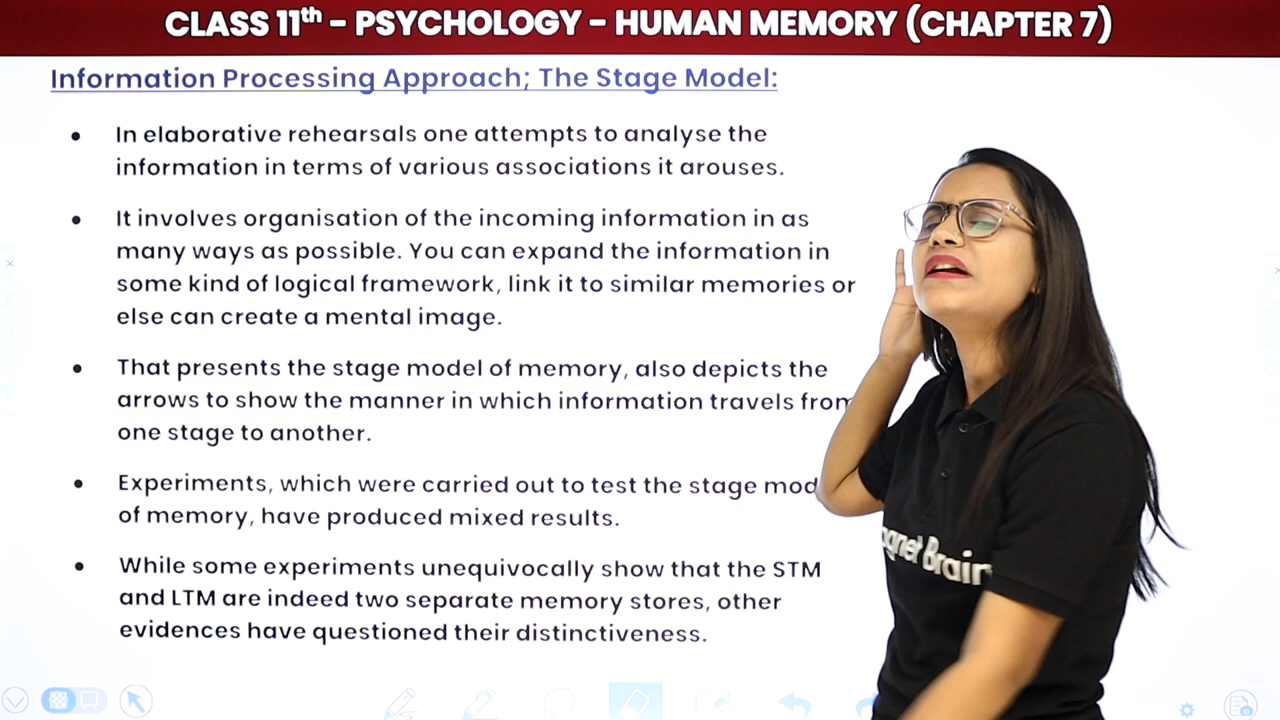 CLASS 11th - PSYCHOLOGY - HUMAN MEMORY (CHAPTER 7)
Information Processing Approach; The Stage Model:
• In elaborative rehearsals one attempts to analyse the
information in terms of various associations it arouses.
• It involves organisation of the incoming information in as
many ways as possible. You can expand the information in
some kind of logical framework, link it to similar memories or
else can create a mental image.
• That presents the stage model of memory, also depicts the
arrows to show the manner in which information travels from
one stage to another.
• Experiments, which were carried out to test the stage mod
of memory, have produced mixed results.
• While some experiments unequivocally show that the STM
and LTM are indeed two separate memory stores, other
evidences have questioned their distinctiveness.
agnet Brain